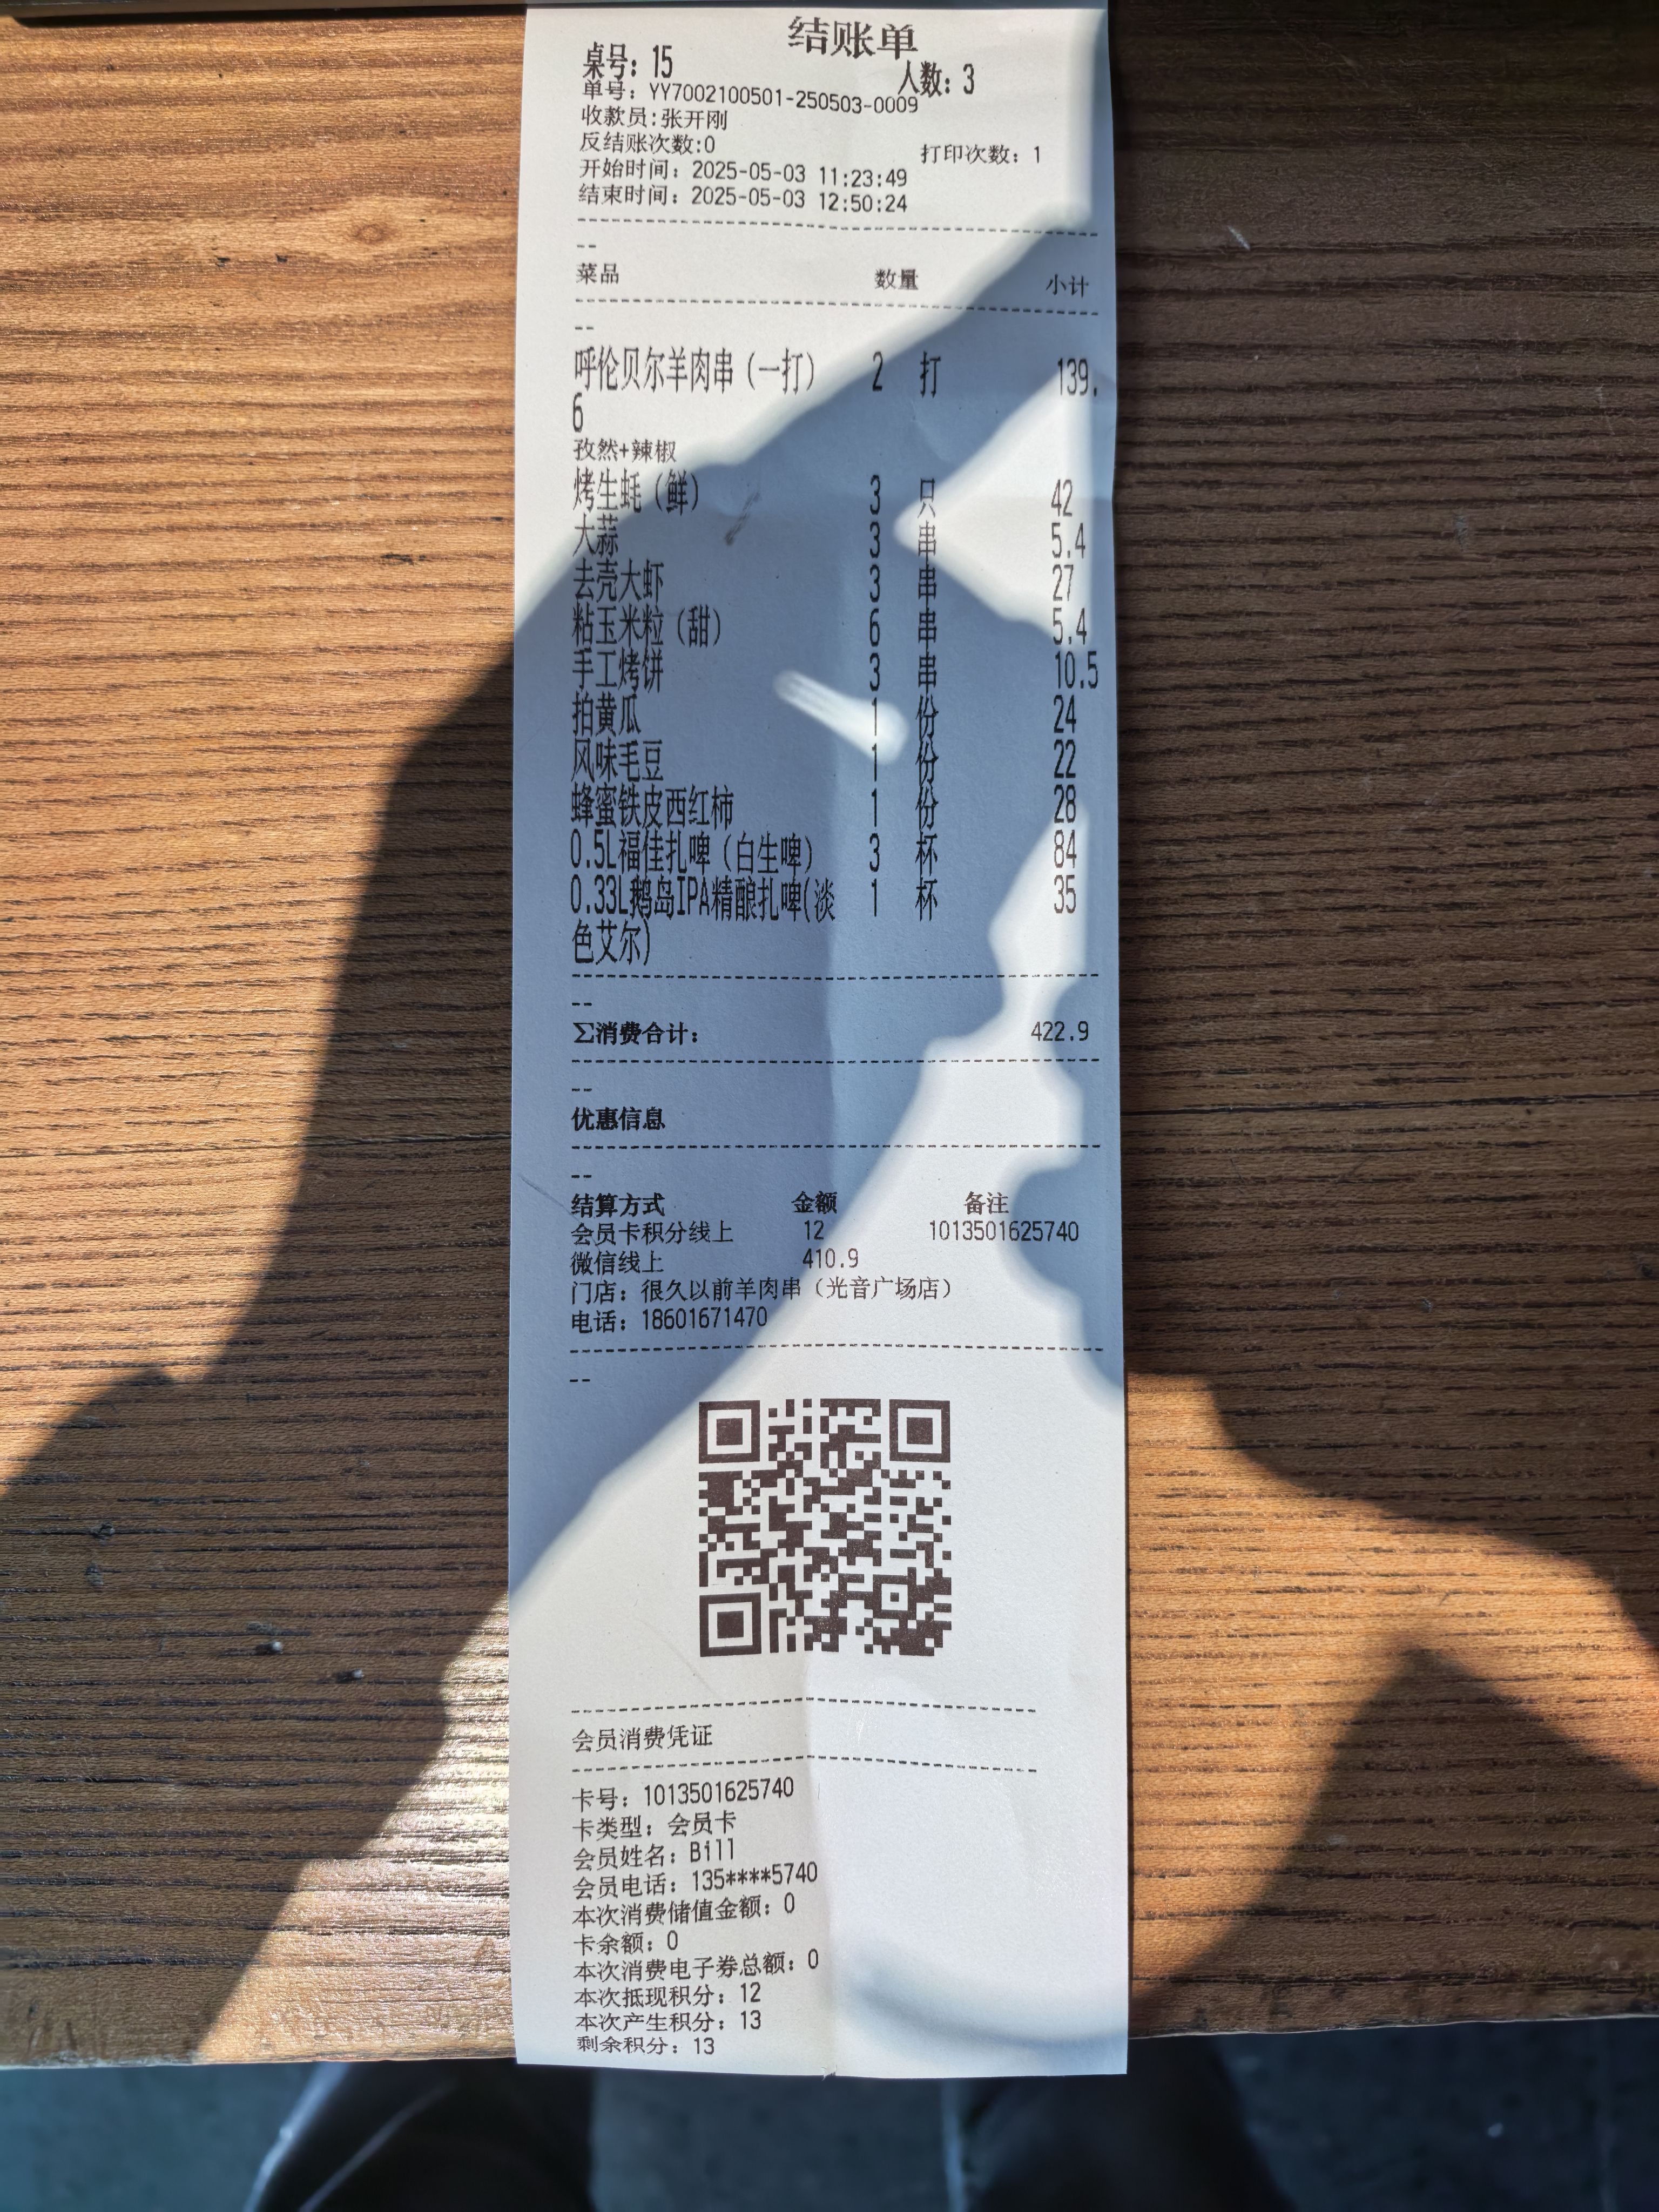 结账单
桌号：15 人数：3
单号：YY7002100501-250503-0009
收款员:张开刚
反结账次数:0 打印次数：1
开始时间：2025-05-03 11:23:49
结束时间：2025-05-03 12:50:24
--
菜品 数量 小计
--
呼伦贝尔羊肉串（一打） 2 打 139.
6
孜然+辣椒
烤生蚝（鲜） 3 只 42
大蒜 3 串 5.4
去壳大虾 3 串 27
粘玉米粒（甜） 6 串 5.4
手工烤饼 3 串 10.5
拍黄瓜 1 份 24
风味毛豆 1 份 22
蜂蜜铁皮西红柿 1 份 28
0.5L福佳扎啤（白生啤） 3 杯 84
0.33L鹅岛IPA精酿扎啤(淡 1 杯 35
色艾尔)
--
∑消费合计： 422.9
--
优惠信息
--
结算方式 金额 备注
会员卡积分线上 12 1013501625740
微信线上 410.9
门店：很久以前羊肉串（光音广场店）
电话：18601671470
--
会员消费凭证
卡号：1013501625740
卡类型：会员卡
会员姓名：Bill
会员电话：135****5740
本次消费储值金额：0
卡余额：0
本次消费电子券总额：0
本次抵现积分：12
本次产生积分：13
剩余积分：13